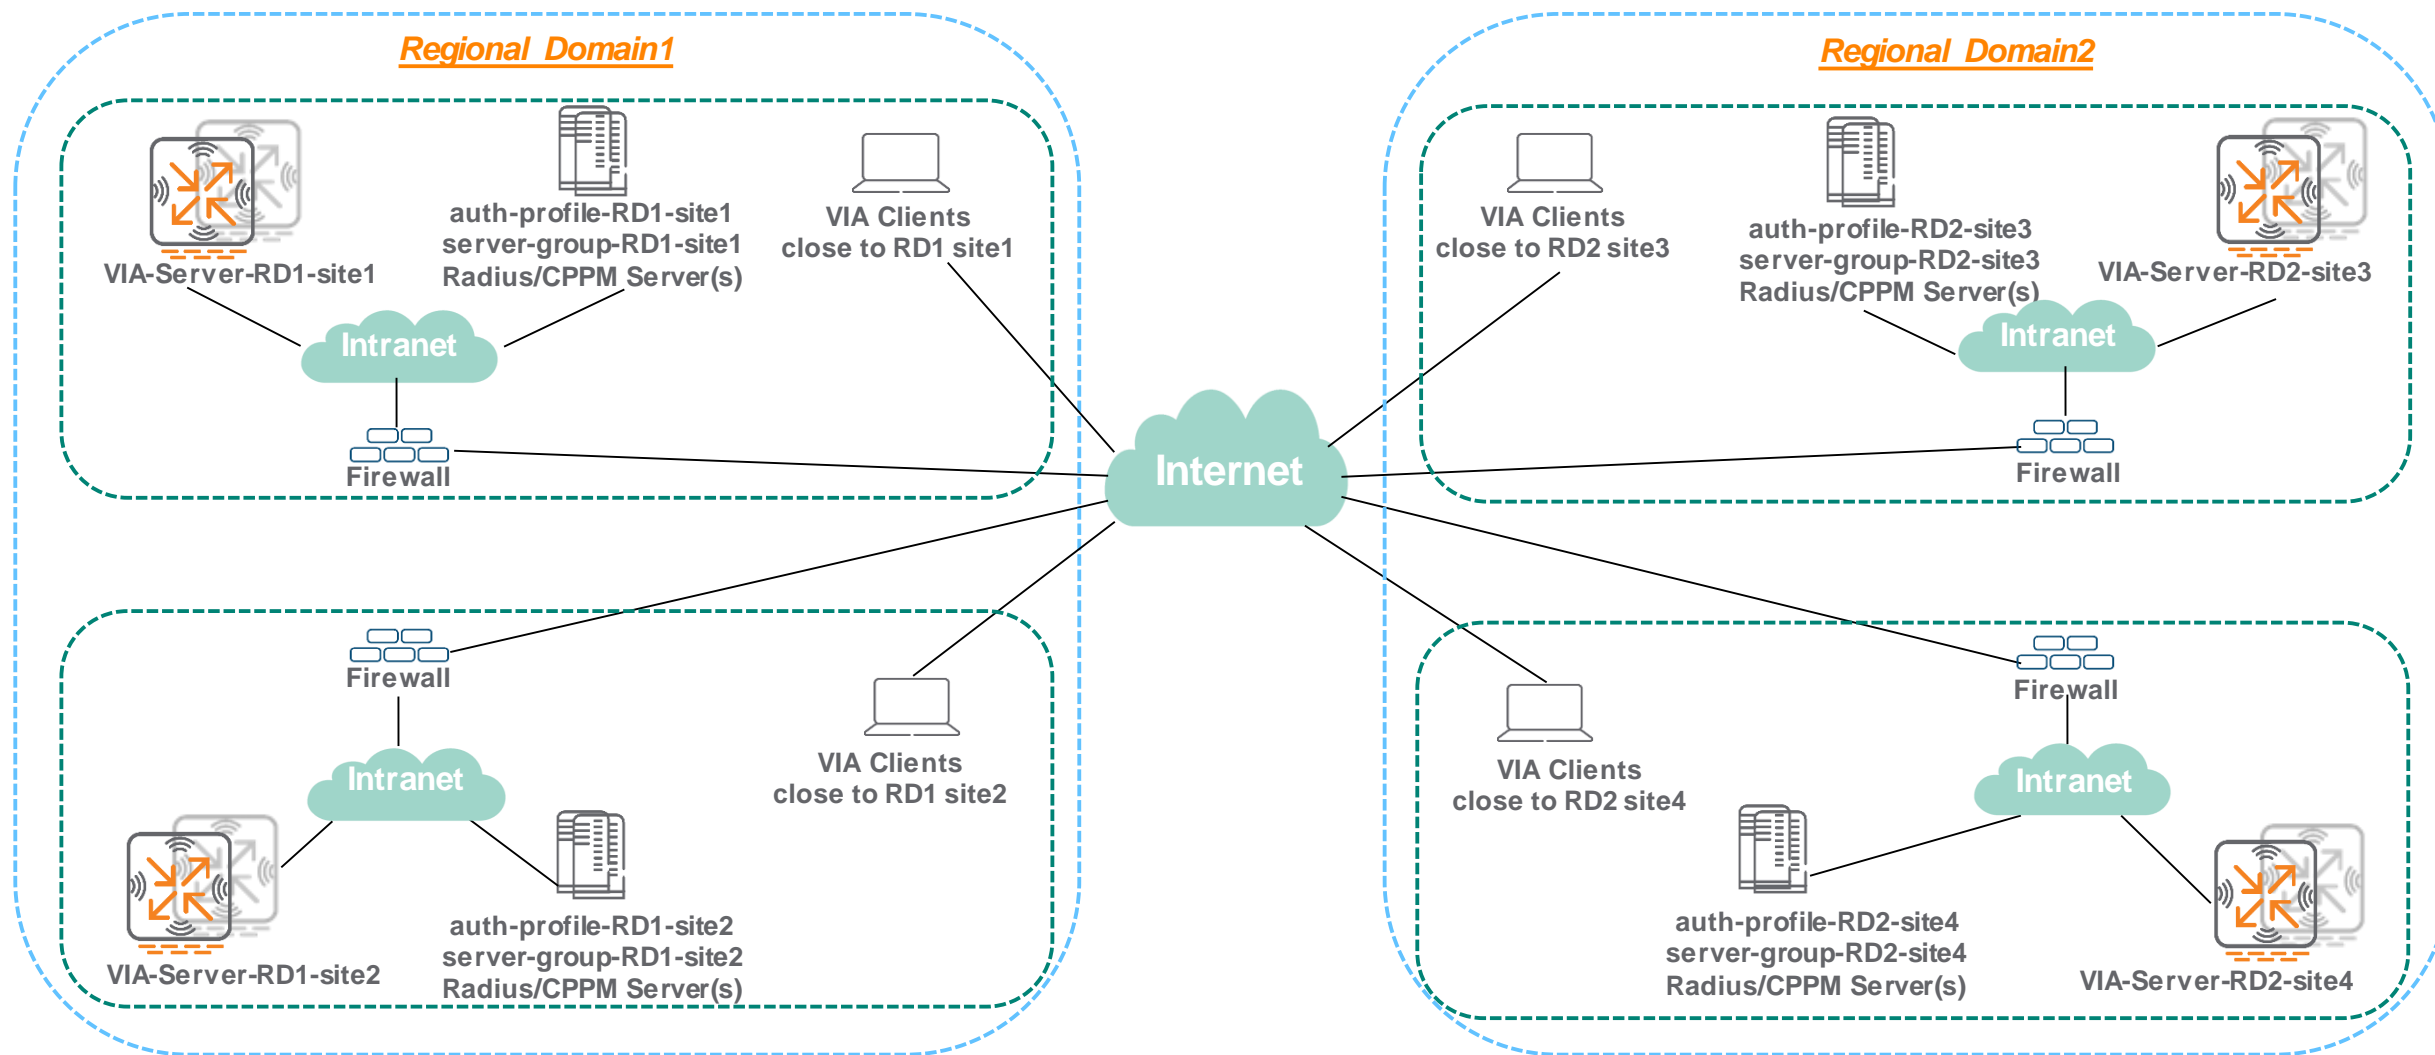 Regional Domain1
Regional Domain2
auth-profile-RD1-site1
server-group-RD1-site1
Radius/CPPM Server(s)
VIA Clients
close to RD1 site1
VIA-Server-RD1-site1
Intranet
Firewall
VIA Clients
close to RD2 site3
auth-profile-RD2-site3
server-group-RD2-site3
Radius/CPPM Server(s)
VIA-Server-RD2-site3
Intranet
Firewall
Internet
Firewall
Intranet
VIA Clients
close to RD1 site2
VIA-Server-RD1-site2
auth-profile-RD1-site2
server-group-RD1-site2
Radius/CPPM Server(s)
Firewall
Intranet
VIA Clients
close to RD2 site4
auth-profile-RD2-site4
server-group-RD2-site4
Radius/CPPM Server(s)
VIA-Server-RD2-site4